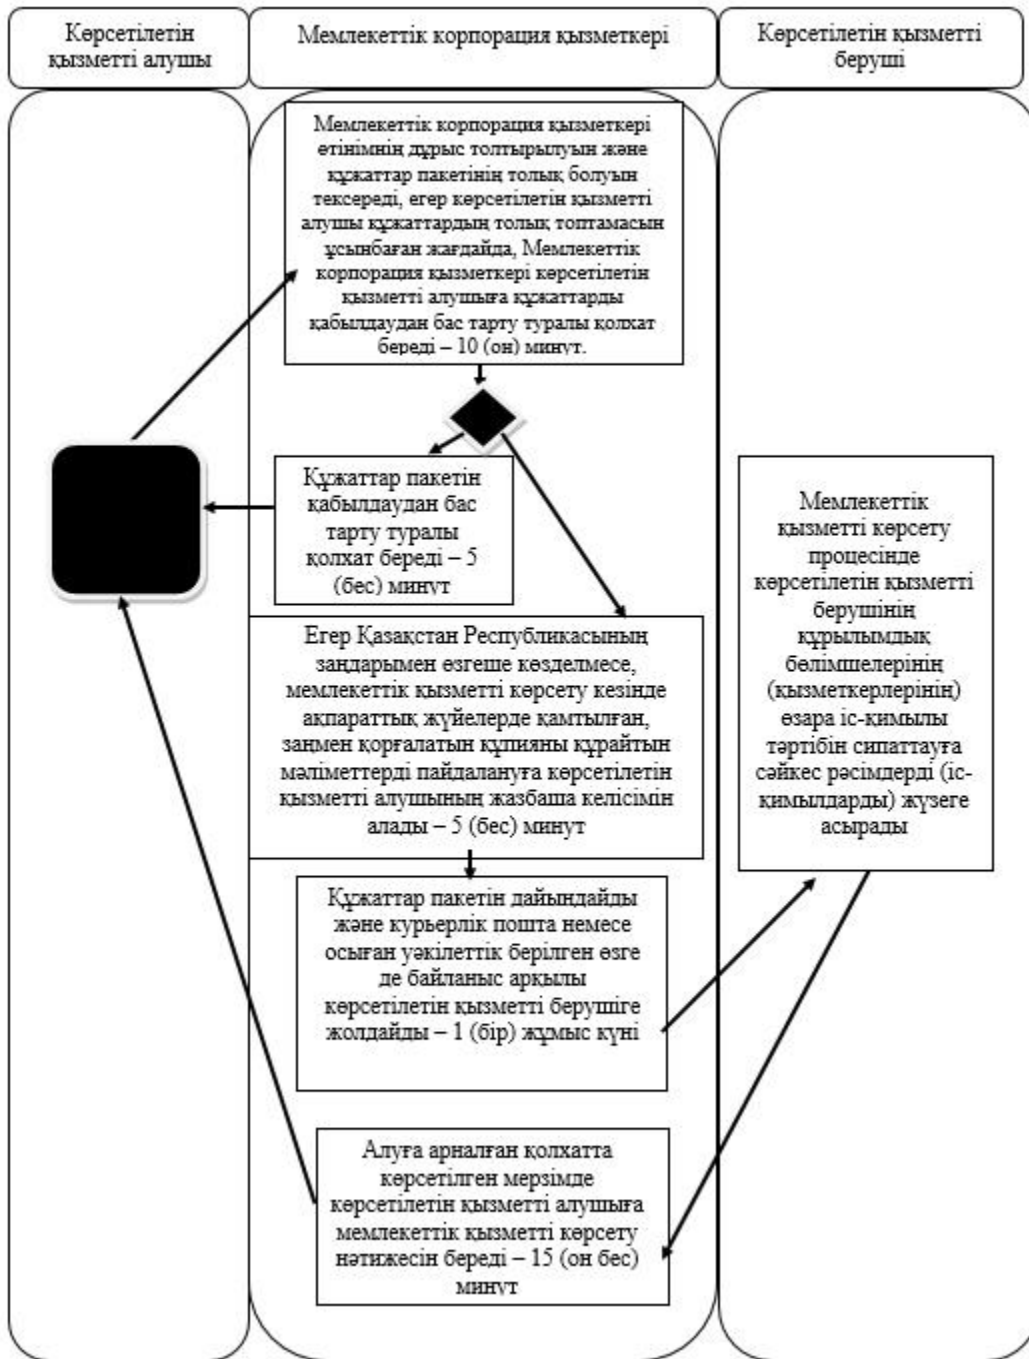 Көрсетілетін
қызметті алушы
Мемлекеттік корпорация қызметкері
Көрсетілетін қызметті
беруші
Мемлекеттік корпорация қызметкері
өтінімнің дұрыс толтырылуын және
құжаттар пакетінің толық болуын
тексереді, егер көрсетілетін қызметті
алушы құжаттардың толық топтамасын
ұсынбаған жағдайда, Мемлекеттік
корпорация қызметкері көрсетілетін
қызметті алушыға құжаттарды
қабылдаудан бас тарту туралы қолхат
береді – 10 (он) минут.
Құжаттар пакетін
қабылдаудан бас
тарту туралы
қолхат береді – 5
(бес) минут
Егер Қазақстан Республикасының
заңдарымен өзгеше көзделмесе,
мемлекеттік қызметті көрсету кезінде
ақпараттық жүйелерде қамтылған,
заңмен қорғалатын құпияны құрайтын
мәліметтерді пайдалануға көрсетілетін
қызметті алушының жазбаша келісімін
алады – 5 (бес) минут
Құжаттар пакетін дайындайды
және курьерлік пошта немесе
осыған уәкілеттік берілген өзге
де байланыс арқылы
көрсетілетін қызметті берушіге
жолдайды – 1 (бір) жұмыс күні
Алуға арналған қолхатта
көрсетілген мерзімде
көрсетілетін қызметті алушыға
мемлекеттік қызметті көрсету
нәтижесін береді – 15 (он бес)
минут
Мемлекеттік
қызметті көрсету
процесінде
көрсетілетін қызметті
берушінің
құрылымдық
бөлімшелерінің
(қызметкерлерінің)
өзара іс-қимылы
тәртібін сипаттауға
сәйкес рәсімдерді (іс-
қимылдарды) жүзеге
асырады